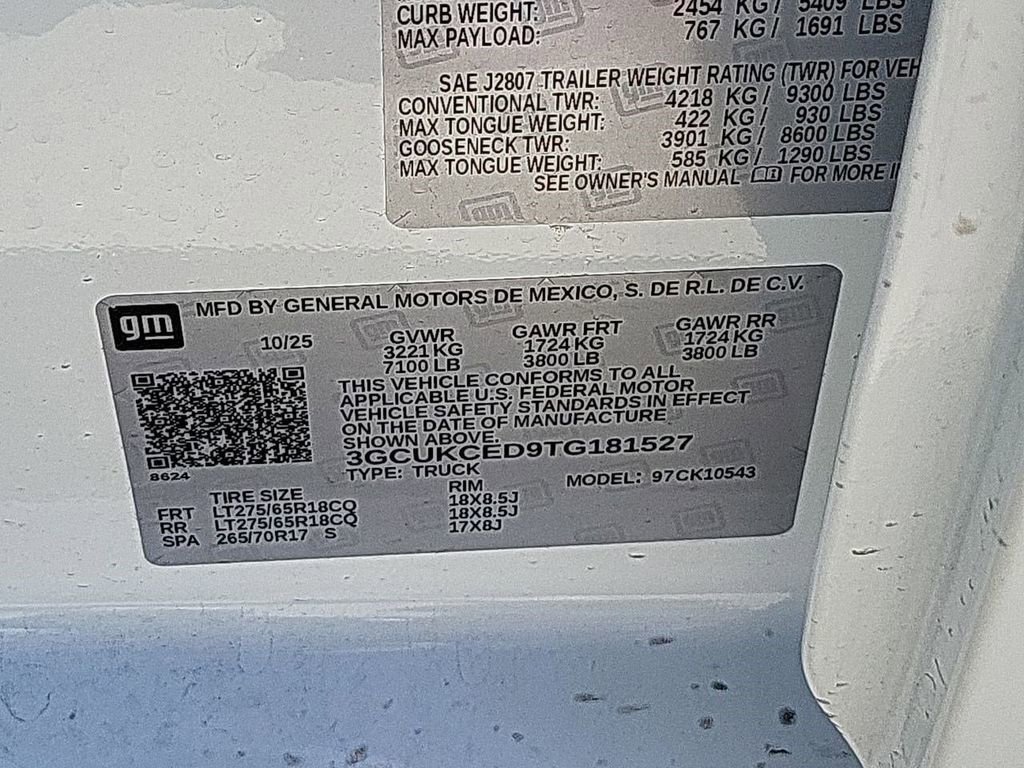 CURB WEIGHT: 2454 KG / 5409 LBS
MAX PAYLOAD: 767 KG / 1691 LBS
SAE J2807 TRAILER WEIGHT RATING (TWR) FOR VEH
CONVENTIONAL TWR: 4218 KG / 9300 LBS
MAX TONGUE WEIGHT: 422 KG / 930 LBS
GOOSENECK TWR: 3901 KG / 8600 LBS
MAX TONGUE WEIGHT: 585 KG / 1290 LBS
SEE OWNER'S MANUAL FOR MORE I
gm
MFD BY GENERAL MOTORS DE MEXICO, S. DE R.L. DE C.V.
10/25 GVWR GAWR FRT GAWR RR
3221 KG 1724 KG 1724 KG
7100 LB 3800 LB 3800 LB
THIS VEHICLE CONFORMS TO ALL
APPLICABLE U.S. FEDERAL MOTOR
VEHICLE SAFETY STANDARDS IN EFFECT
ON THE DATE OF MANUFACTURE
SHOWN ABOVE.
3GCUKCED9TG181527
8624 TYPE: TRUCK MODEL: 97CK10543
TIRE SIZE RIM
FRT LT275/65R18CQ 18X8.5J
RR LT275/65R18CQ 18X8.5J
SPA 265/70R17 S 17X8J